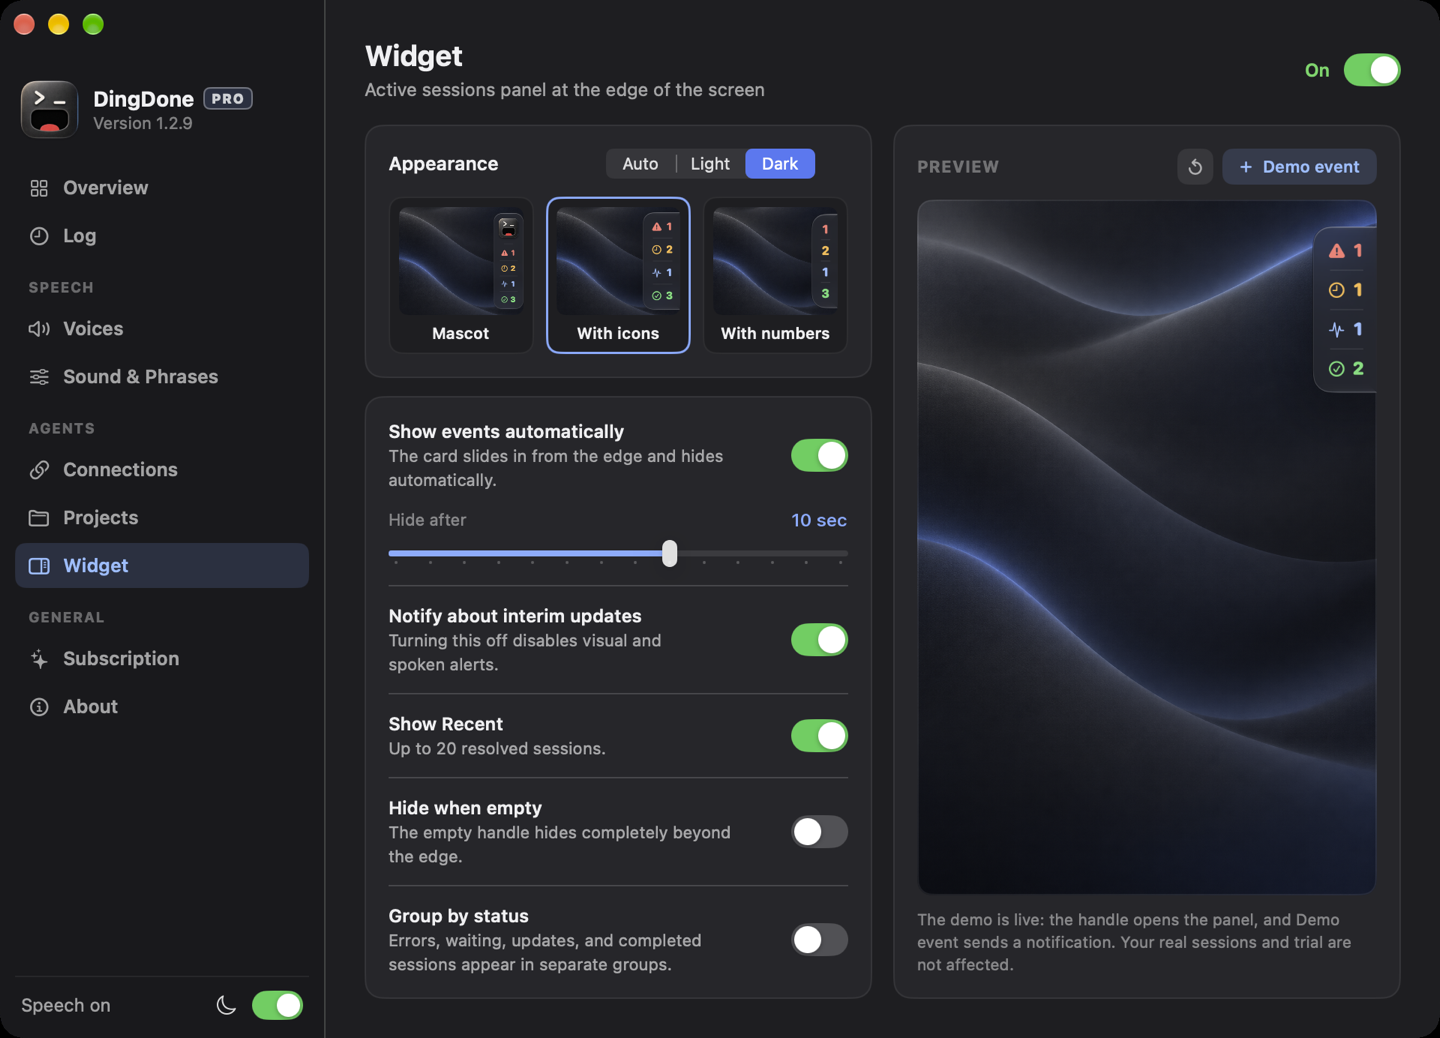 DingDone PRO
Version 1.2.9
Overview
Log
SPEECH
Voices
Sound & Phrases
AGENTS
Connections
Projects
Widget
GENERAL
Subscription
About
Speech on
Widget
Active sessions panel at the edge of the screen
On
Appearance
Auto
Light
Dark
1
2
1
3
Mascot
1
2
1
3
With icons
1
2
1
3
With numbers
Show events automatically
The card slides in from the edge and hides
automatically.
Hide after
10 sec
Notify about interim updates
Turning this off disables visual and
spoken alerts.
Show Recent
Up to 20 resolved sessions.
Hide when empty
The empty handle hides completely beyond
the edge.
Group by status
Errors, waiting, updates, and completed
sessions appear in separate groups.
PREVIEW
+ Demo event
1
1
1
2
The demo is live: the handle opens the panel, and Demo
event sends a notification. Your real sessions and trial are
not affected.